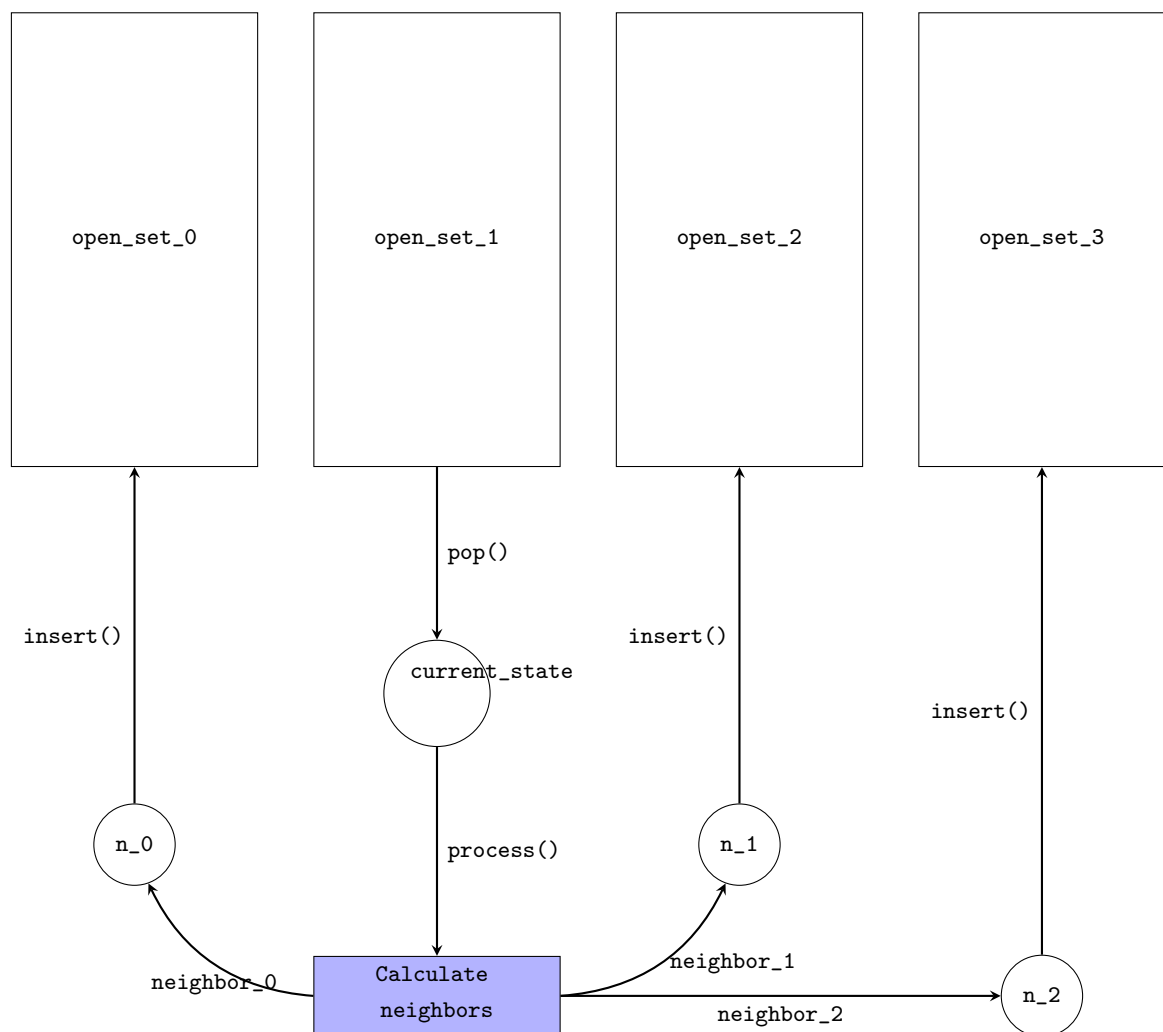 open_set_0
open_set_1
open_set_2
open_set_3
pop()
insert()
insert()
current_state
insert()
n_0
n_1
process()
neighbor_1
Calculate
neighbors
neighbor_0
n_2
neighbor_2